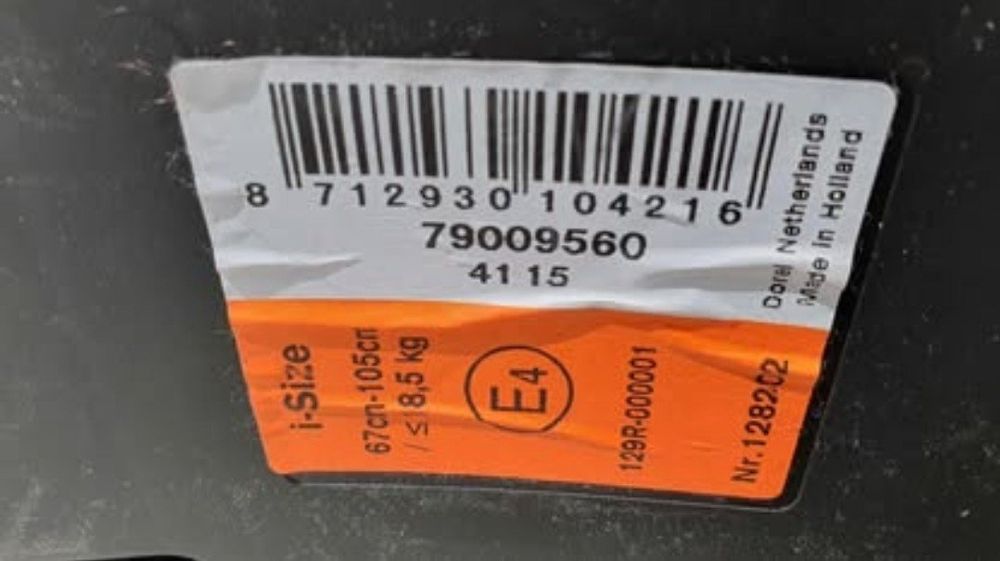 8 712930 104216
79009560
41 15
Dorel Netherlands
Made in Holland
i-Size
67cm-105cm
/ ≤18,5 kg
E4
129R-000001
Nr.128202